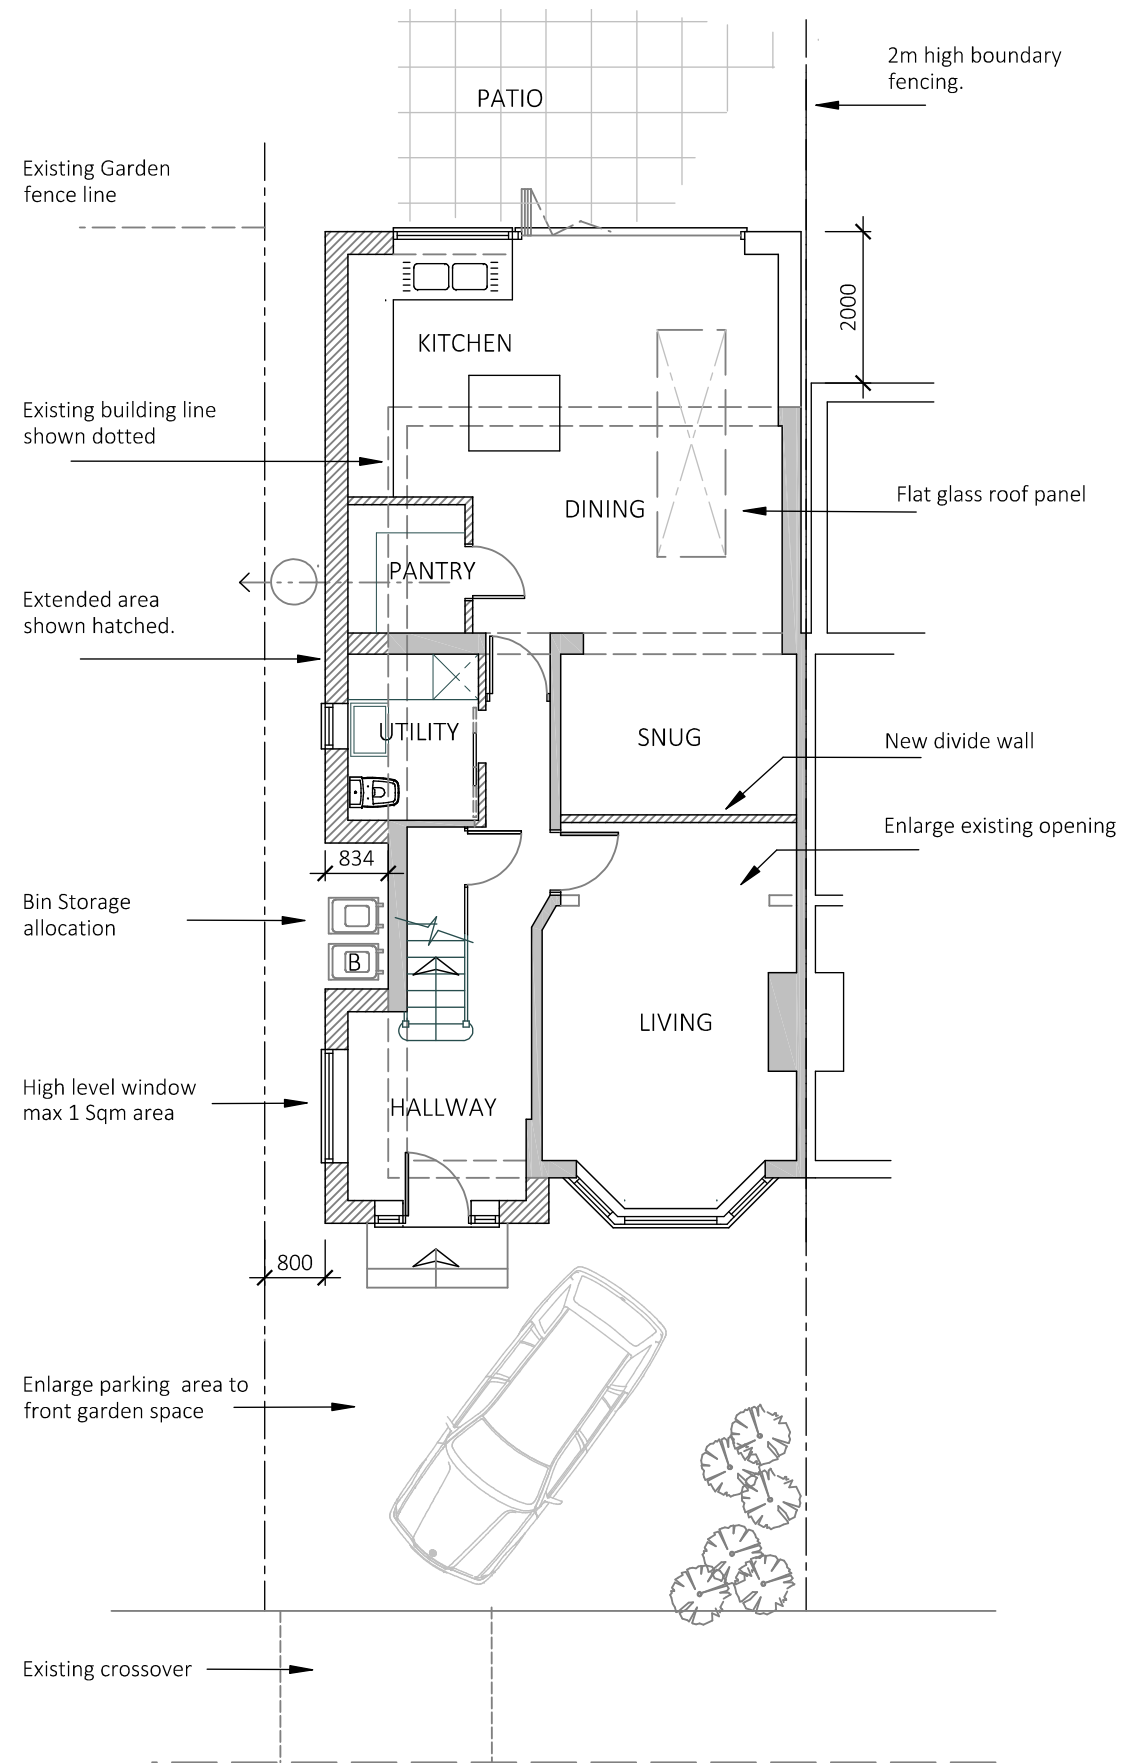 2m high boundary
fencing.
PATIO
Existing Garden
fence line
2000
KITCHEN
Existing building line
shown dotted
Flat glass roof panel
DINING
PANTRY
Extended area
shown hatched.
UTILITY
SNUG
New divide wall
Enlarge existing opening
834
Bin Storage
allocation
B
LIVING
High level window
max 1 Sqm area
HALLWAY
800
Enlarge parking area to
front garden space
Existing crossover